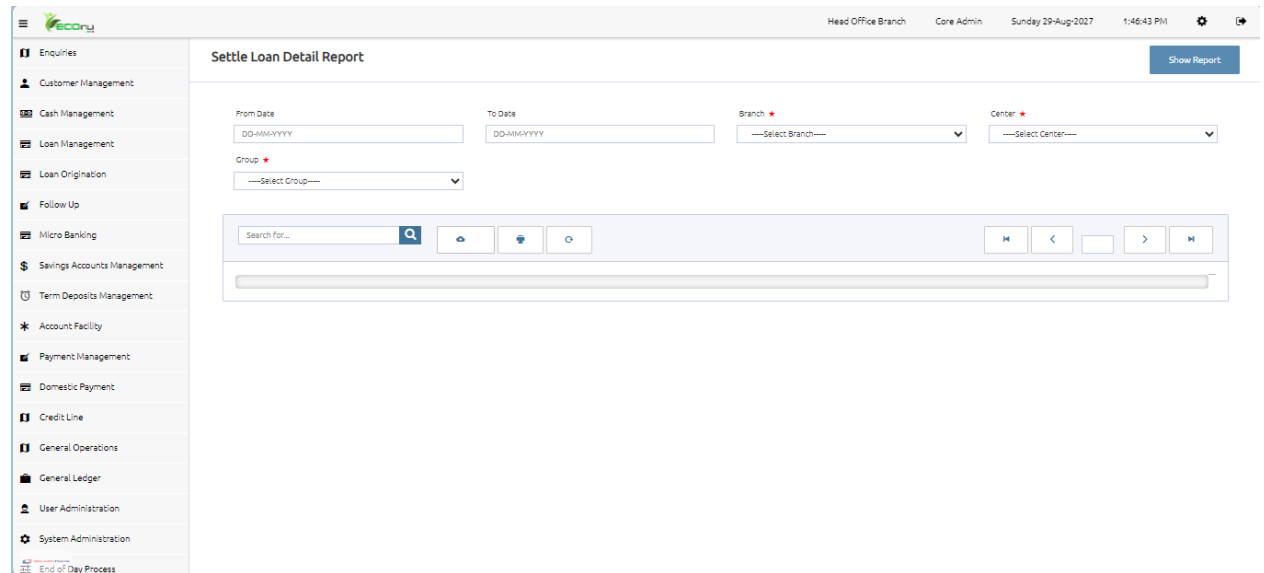 ecory
Head Office Branch
Core Admin
Sunday 29-Aug-2027
1:46:43 PM
Enquiries
Customer Management
Cash Management
Loan Management
Loan Origination
Follow Up
Micro Banking
Savings Accounts Management
Term Deposits Management
Account Facility
Payment Management
Domestic Payment
Credit Line
General Operations
General Ledger
User Administration
System Administration
End of Day Process
Settle Loan Detail Report
Show Report
From Date
To Date
Branch ★
Center ★
DD-MM-YYYY
DD-MM-YYYY
-----Select Branch-----
-----Select Center-----
Group ★
-----Select Group-----
Search for...